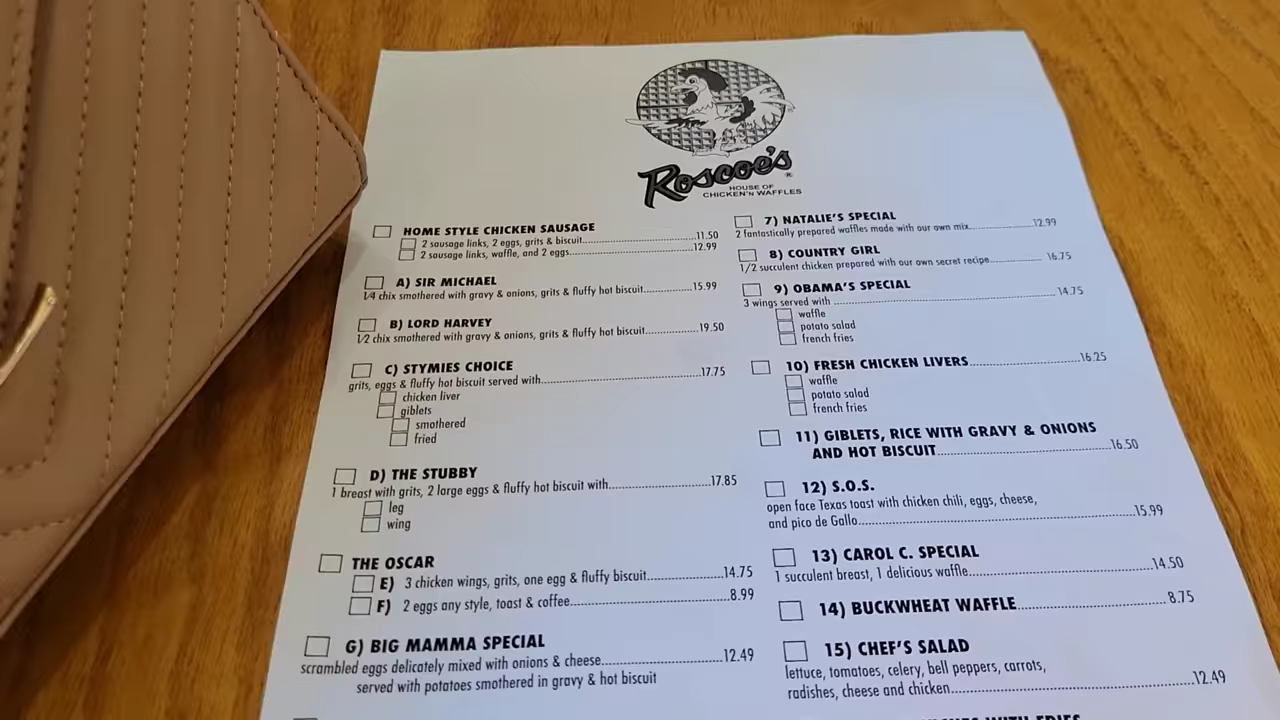 Roscoe's ®
HOUSE OF
CHICKEN'N WAFFLES
HOME STYLE CHICKEN SAUSAGE
2 sausage links, 2 eggs, grits & biscuit..........11.50
2 sausage links, waffle, and 2 eggs..........12.99
A) SIR MICHAEL
1/4 chix smothered with gravy & onions, grits & fluffy hot biscuit..........15.99
B) LORD HARVEY
1/2 chix smothered with gravy & onions, grits & fluffy hot biscuit..........19.50
C) STYMIES CHOICE
grits, eggs & fluffy hot biscuit served with..........17.75
chicken liver
giblets
smothered
fried
D) THE STUBBY
1 breast with grits, 2 large eggs & fluffy hot biscuit with..........17.85
leg
wing
THE OSCAR
E) 3 chicken wings, grits, one egg & fluffy biscuit..........14.75
F) 2 eggs any style, toast & coffee..........8.99
G) BIG MAMMA SPECIAL
scrambled eggs delicately mixed with onions & cheese..........12.49
served with potatoes smothered in gravy & hot biscuit
7) NATALIE'S SPECIAL
2 fantastically prepared waffles made with our own mix..........12.99
8) COUNTRY GIRL
1/2 succulent chicken prepared with our own secret recipe..........16.75
9) OBAMA'S SPECIAL
3 wings served with ..........14.75
waffle
potato salad
french fries
10) FRESH CHICKEN LIVERS..........16.25
waffle
potato salad
french fries
11) GIBLETS, RICE WITH GRAVY & ONIONS
AND HOT BISCUIT..........16.50
12) S.O.S.
open face Texas toast with chicken chili, eggs, cheese,
and pico de Gallo..........15.99
13) CAROL C. SPECIAL
1 succulent breast, 1 delicious waffle..........14.50
14) BUCKWHEAT WAFFLE..........8.75
15) CHEF'S SALAD
lettuce, tomatoes, celery, bell peppers, carrots,
radishes, cheese and chicken..........12.49
WITH FRIES